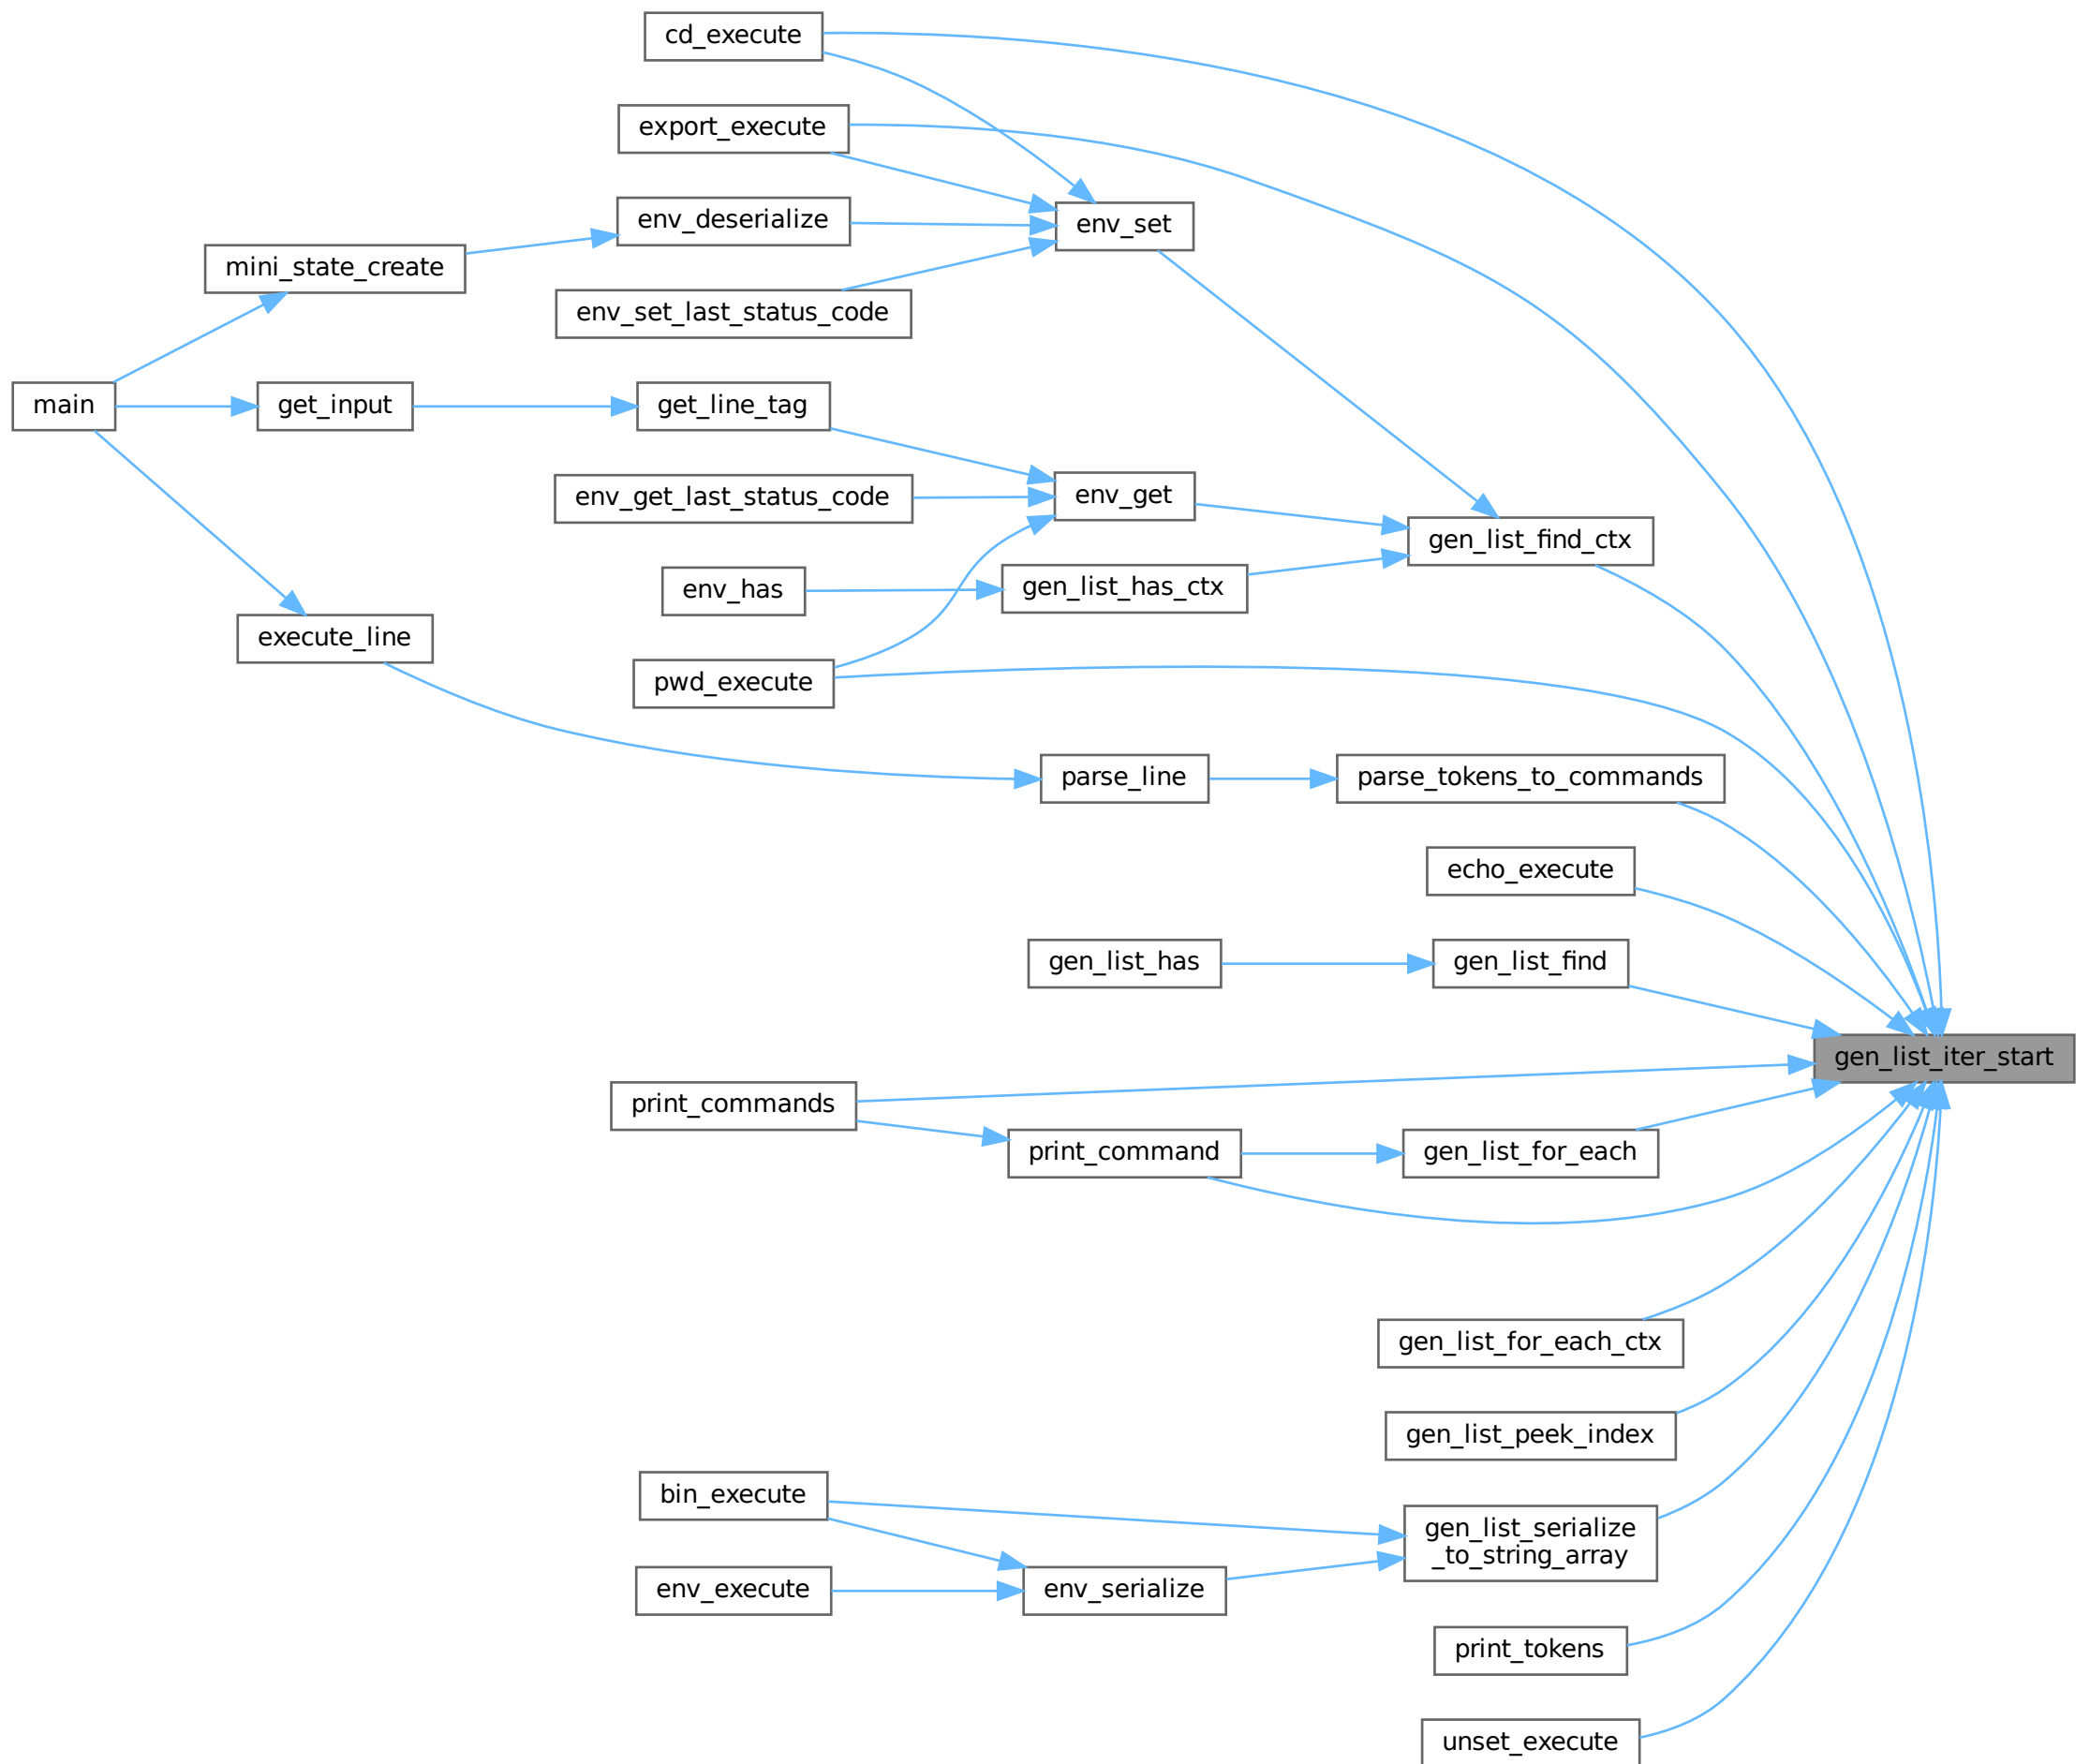 cd_execute
export_execute
env_deserialize
env_set
mini_state_create
env_set_last_status_code
main
get_input
get_line_tag
env_get
env_get_last_status_code
gen_list_find_ctx
env_has
gen_list_has_ctx
execute_line
pwd_execute
parse_line
parse_tokens_to_commands
echo_execute
gen_list_has
gen_list_find
gen_list_iter_start
print_commands
print_command
gen_list_for_each
gen_list_for_each_ctx
gen_list_peek_index
bin_execute
gen_list_serialize
_to_string_array
env_execute
env_serialize
print_tokens
unset_execute